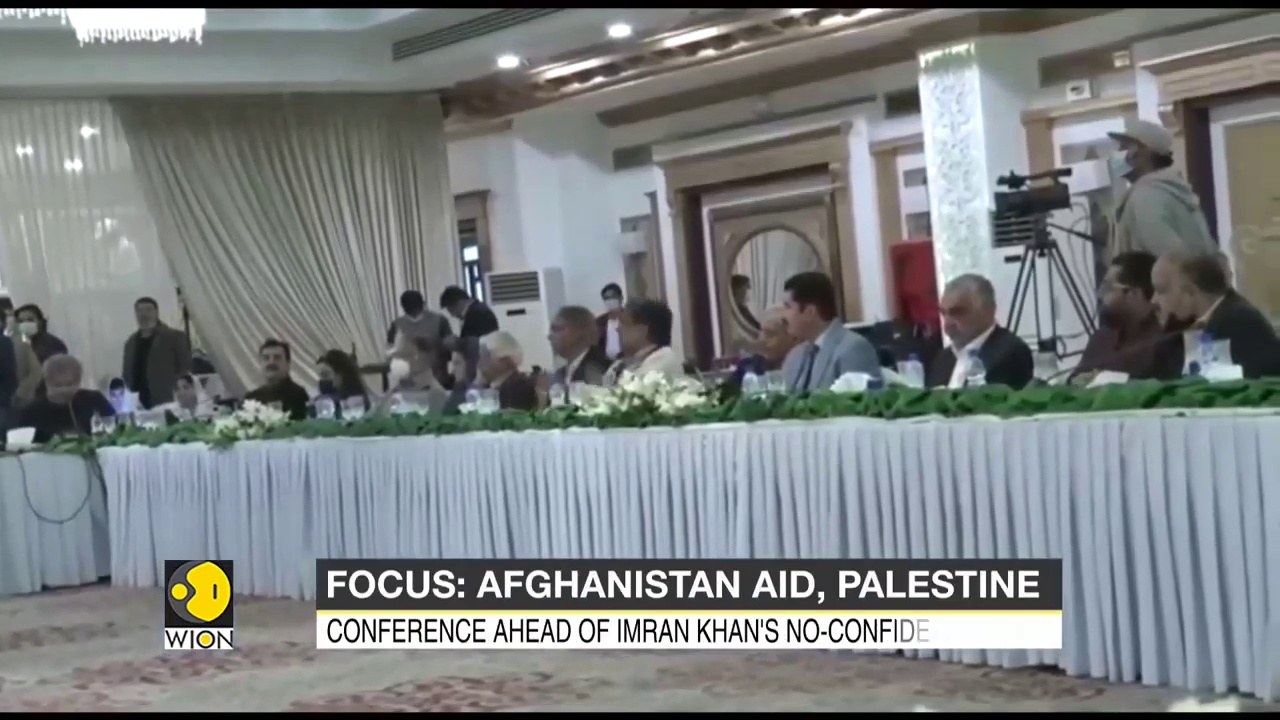 FOCUS: AFGHANISTAN AID, PALESTINE
CONFERENCE AHEAD OF IMRAN KHAN'S NO-CONFIDE
WION